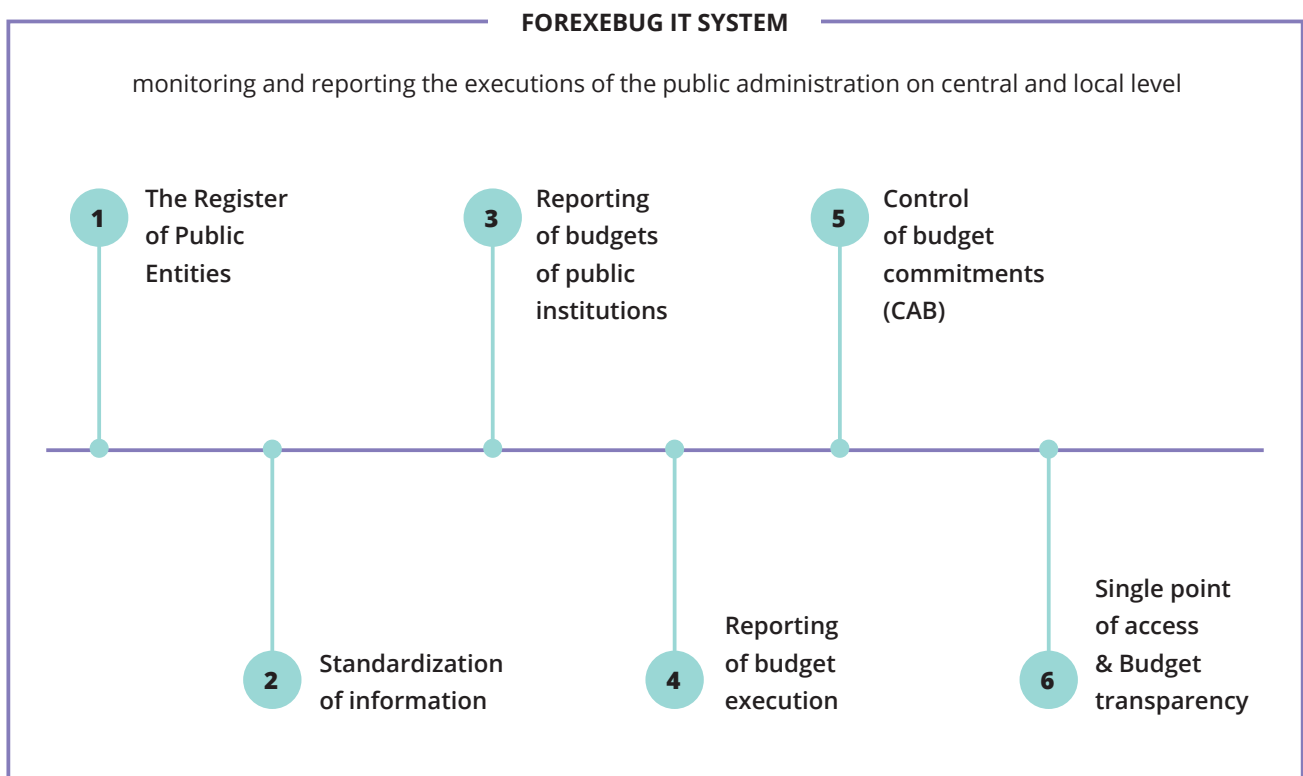 FOREXEBUG IT SYSTEM
monitoring and reporting the executions of the public administration on central and local level
1
The Register
of Public
Entities
2
Standardization
of information
3
Reporting
of budgets
of public
institutions
4
Reporting
of budget
execution
5
Control
of budget
commitments
(CAB)
6
Single point
of access
& Budget
transparency